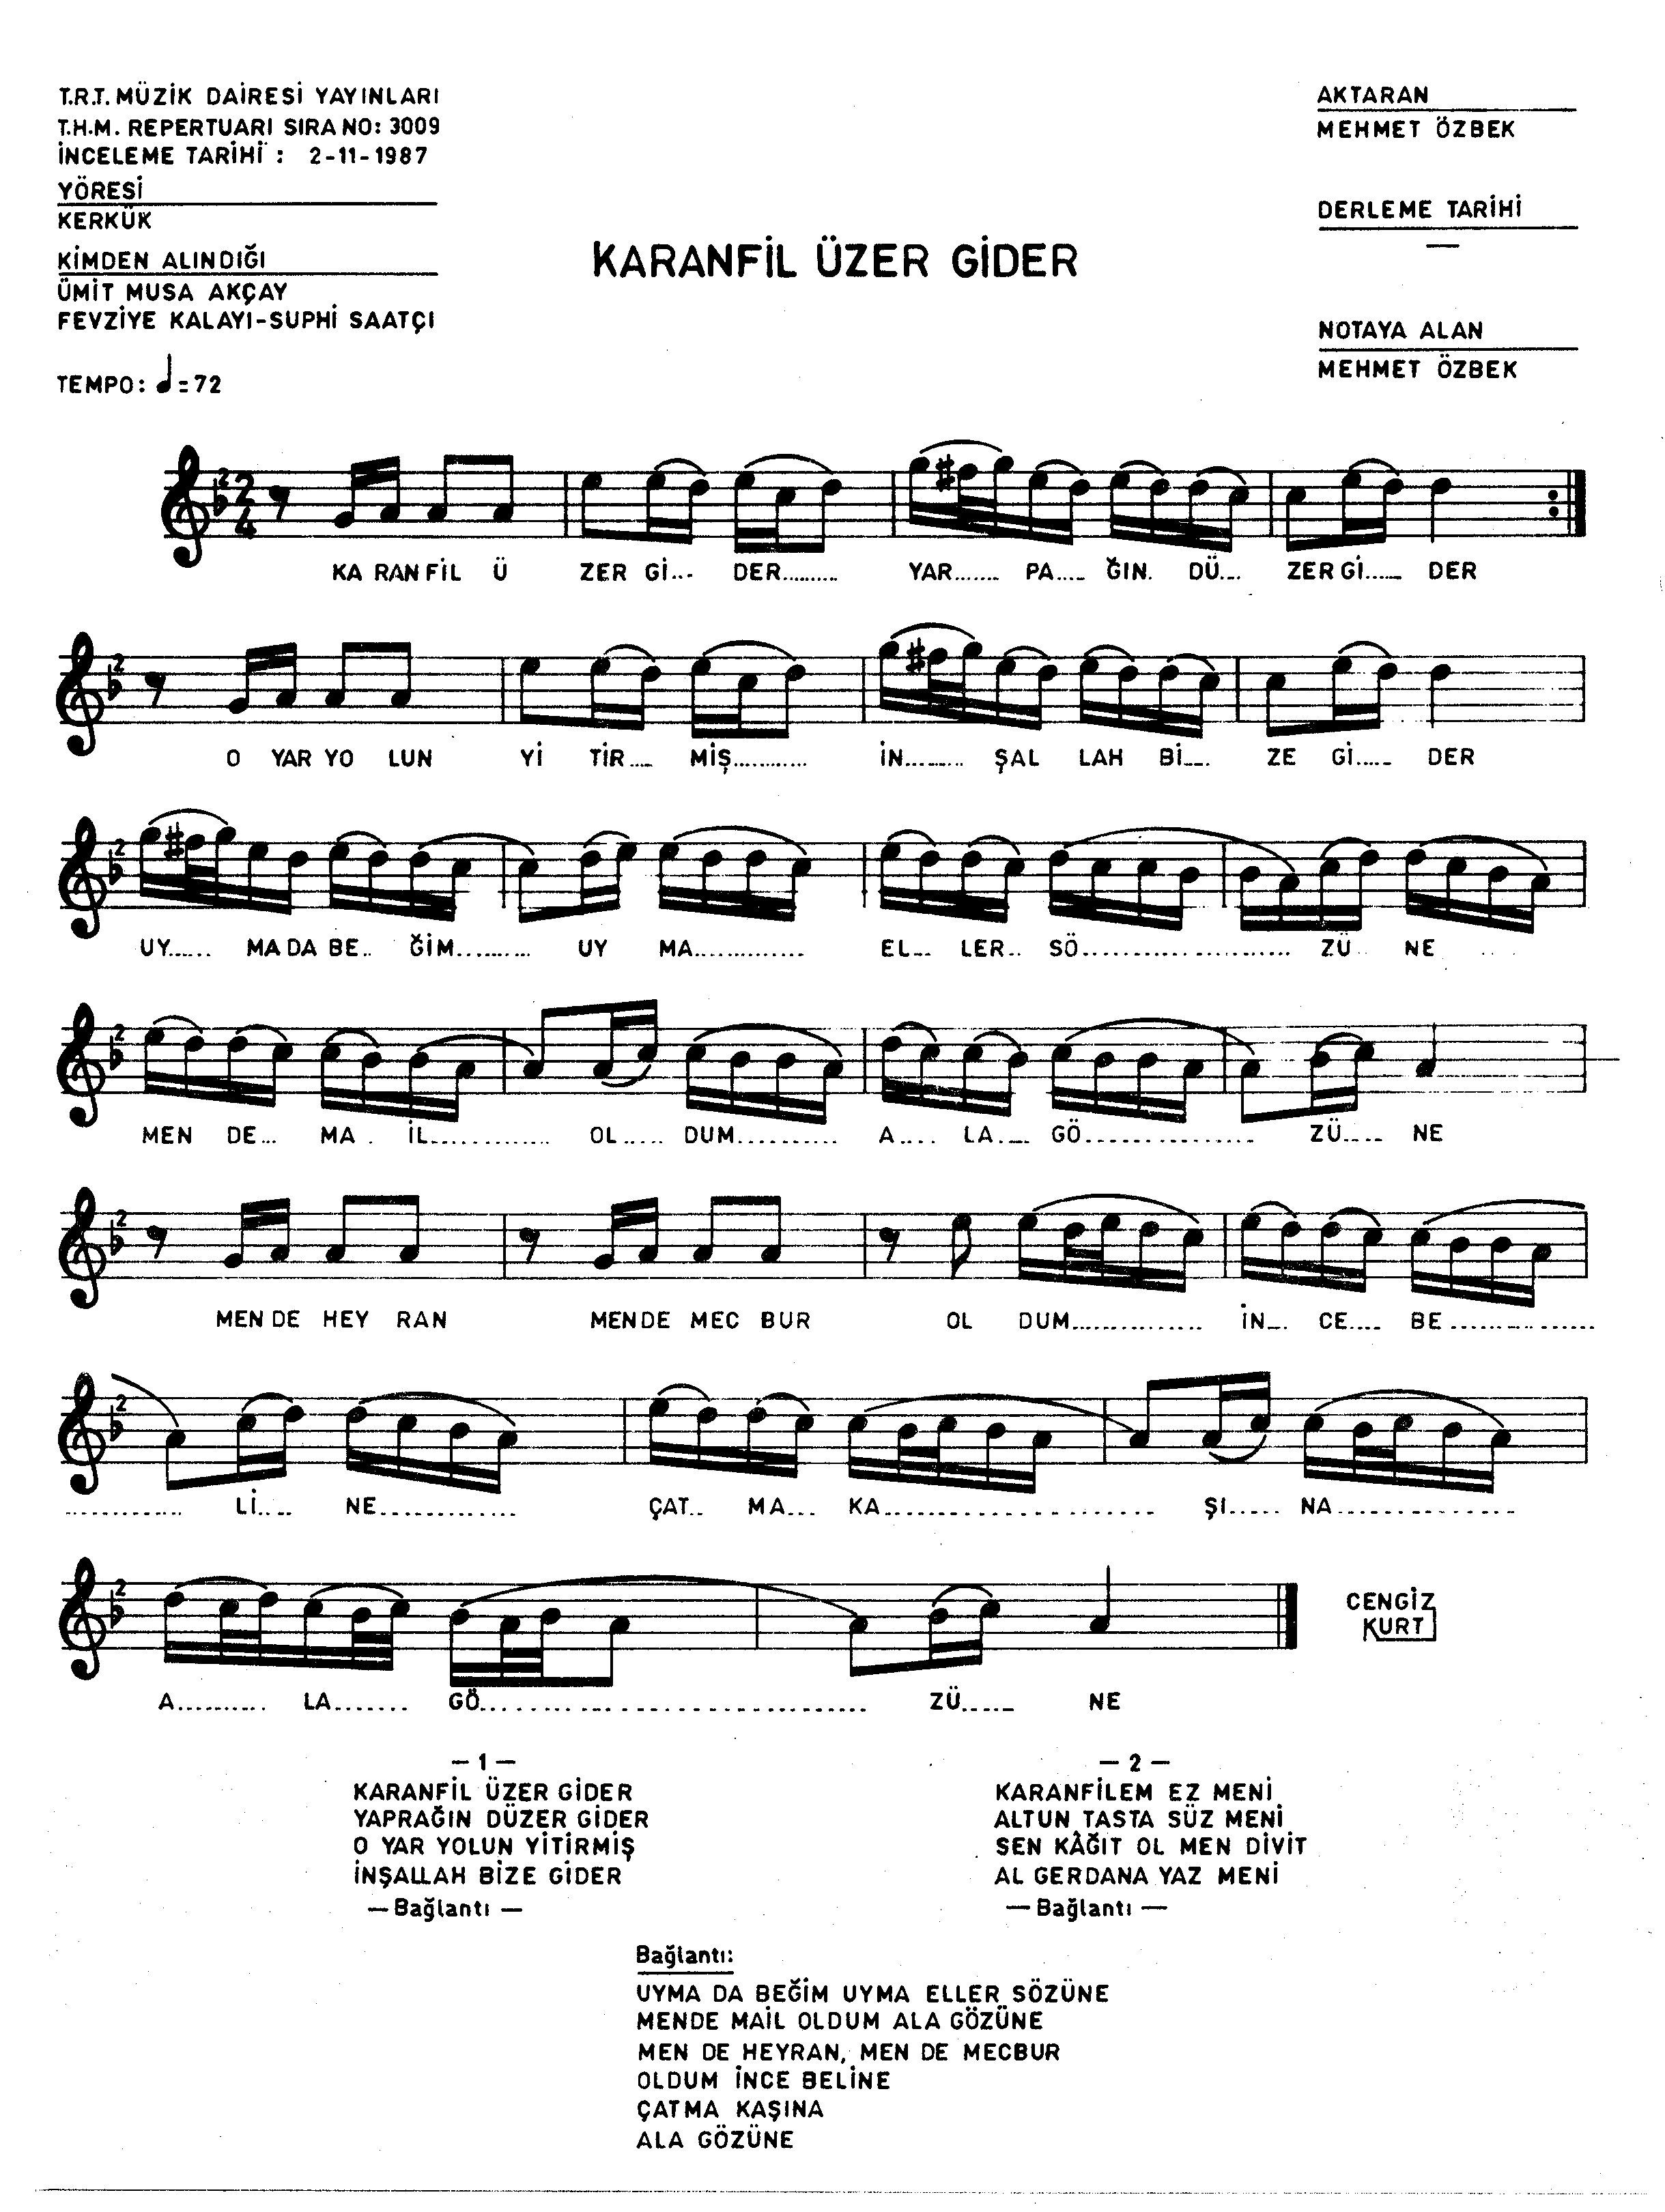 T.R.T. MÜZİK DAİRESİ YAYINLARI
T.H.M. REPERTUARI SIRA NO: 3009
İNCELEME TARİHİ : 2-11-1987
YÖRESİ
KERKÜK
KİMDEN ALINDIĞI
ÜMİT MUSA AKÇAY
FEVZİYE KALAYI-SUPHİ SAATÇI
TEMPO: ♩=72
KARANFİL ÜZER GİDER
AKTARAN
MEHMET ÖZBEK
DERLEME TARİHİ
—
NOTAYA ALAN
MEHMET ÖZBEK
2 2 4
KA RAN FİL Ü ZER Gİ... DER......... YAR....... PA.... ĞIN. DÜ... ZER Gİ...... DER
2
O YAR YO LUN Yİ TİR.... MİŞ........... İN......... ŞAL LAH Bİ.... ZE Gİ..... DER
2
UY...... MA DA BE.. ĞİM......... UY MA............. EL... LER.. SÖ....................... ZÜ.. NE ...
2
MEN DE... MA . İL............. OL..... DUM.......... A.... LA.... GÖ................. ZÜ.... NE
2
MEN DE HEY RAN MEN DE MEC BUR OL DUM............... İN... CE.... BE ................
2
............ Lİ.... NE.............. ÇAT.. MA... KA........................... ŞI..... NA..................
2
A.......... LA....... GÖ....................................... ZÜ..... NE
CENGİZ
KURT
— 1 —
KARANFİL ÜZER GİDER
YAPRAĞIN DÜZER GİDER
O YAR YOLUN YİTİRMİŞ
İNŞALLAH BİZE GİDER
— Bağlantı —
— 2 —
KARANFİLEM EZ MENİ
ALTUN TASTA SÜZ MENİ
SEN KÂĞIT OL MEN DİVİT
AL GERDANA YAZ MENİ
— Bağlantı —
Bağlantı:
UYMA DA BEĞİM UYMA ELLER SÖZÜNE
MENDE MAİL OLDUM ALA GÖZÜNE
MEN DE HEYRAN, MEN DE MECBUR
OLDUM İNCE BELİNE
ÇATMA KAŞINA
ALA GÖZÜNE